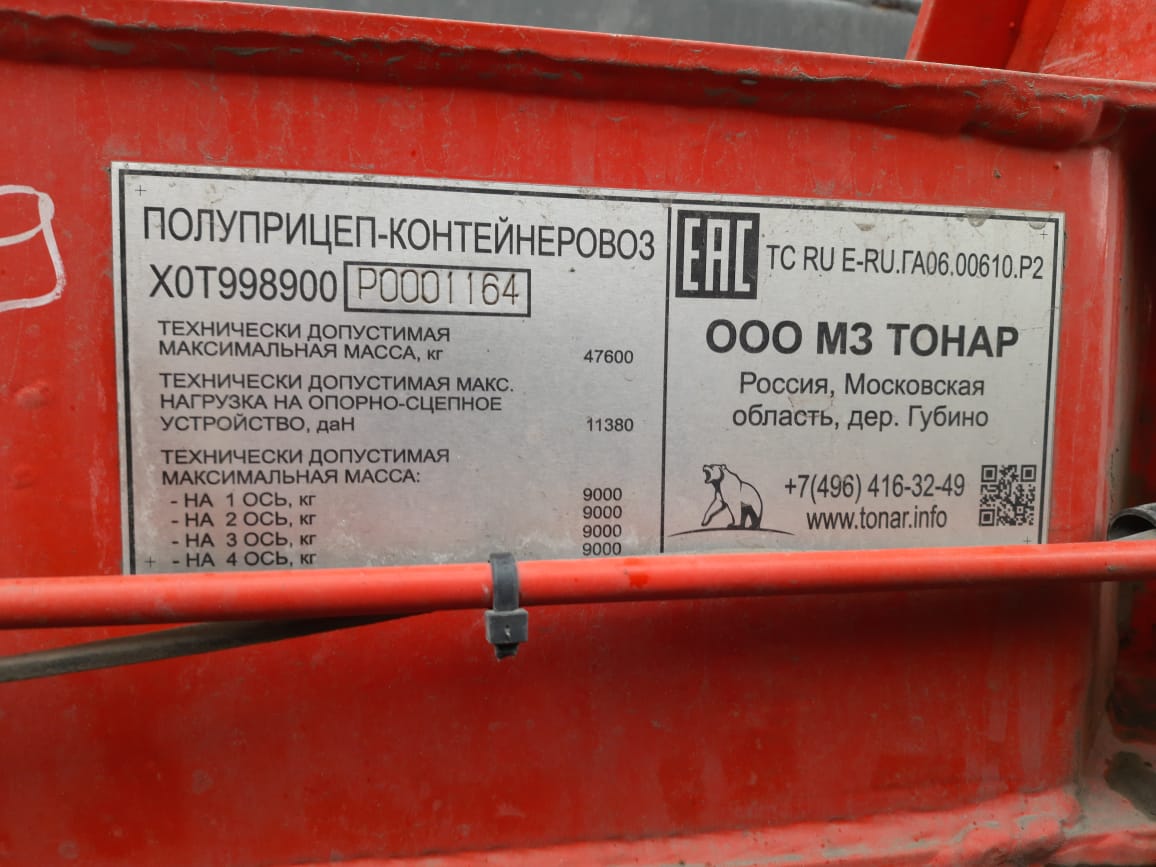 ПОЛУПРИЦЕП-КОНТЕЙНЕРОВОЗ
X0T998900 P0001164
ТЕХНИЧЕСКИ ДОПУСТИМАЯ
МАКСИМАЛЬНАЯ МАССА, кг 47600
ТЕХНИЧЕСКИ ДОПУСТИМАЯ МАКС.
НАГРУЗКА НА ОПОРНО-СЦЕПНОЕ
УСТРОЙСТВО, даН 11380
ТЕХНИЧЕСКИ ДОПУСТИМАЯ
МАКСИМАЛЬНАЯ МАССА:
- НА 1 ОСЬ, кг 9000
- НА 2 ОСЬ, кг 9000
- НА 3 ОСЬ, кг 9000
- НА 4 ОСЬ, кг 9000
EAC TC RU E-RU.ГА06.00610.P2
ООО МЗ ТОНАР
Россия, Московская
область, дер. Губино
+7(496) 416-32-49
www.tonar.info